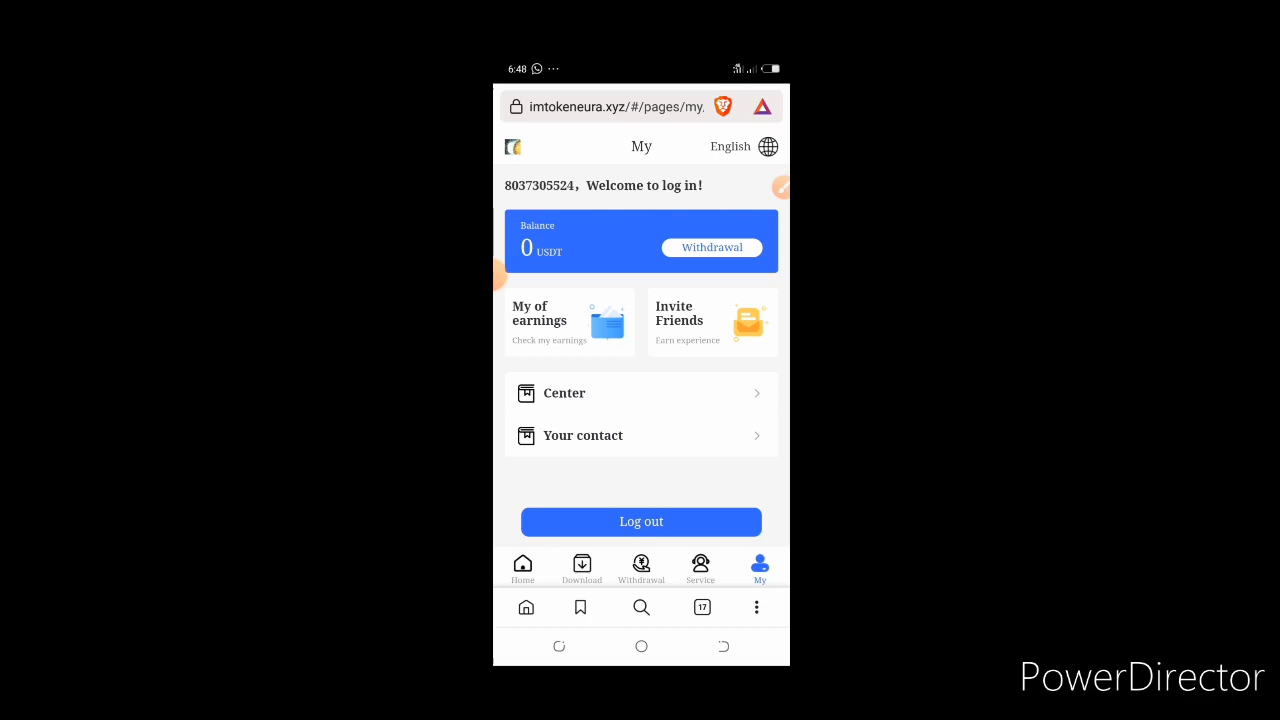 6:48
imtokeneura.xyz/#/pages/my.
My
English
8037305524, Welcome to log in!
Balance
0 USDT
Withdrawal
My of
earnings
Check my earnings
Invite
Friends
Earn experience
Center
Your contact
Log out
Home
Download
Withdrawal
Service
My
17
PowerDirector